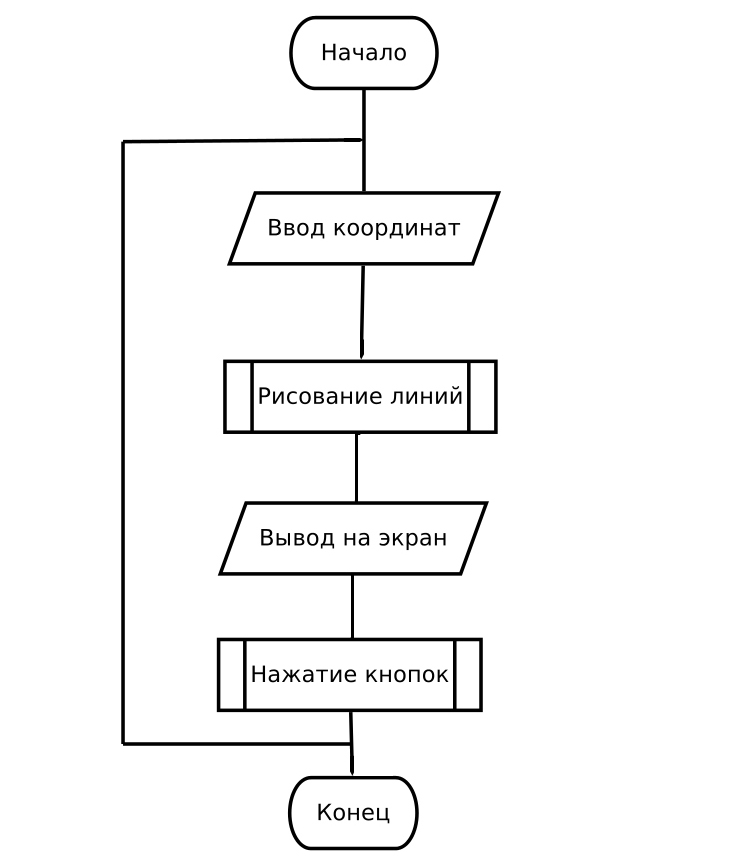 Начало
Ввод координат
Рисование линий
Вывод на экран
Нажатие кнопок
Конец